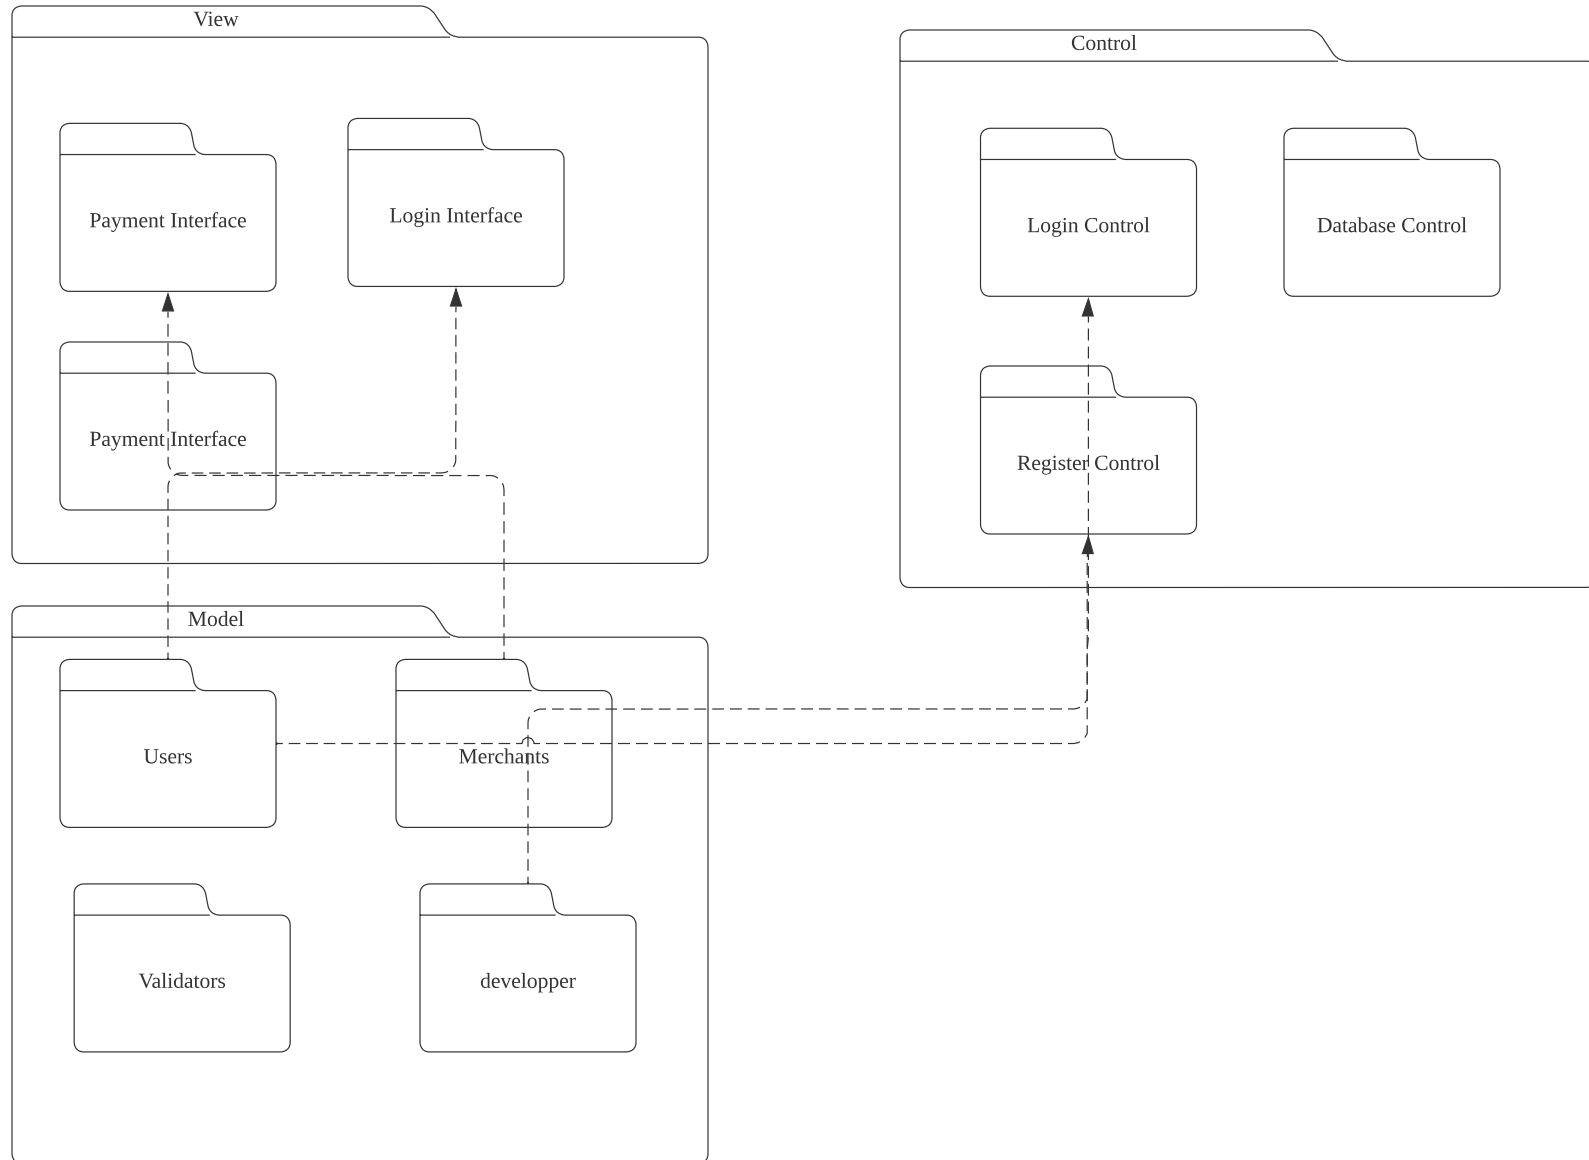 View
Payment Interface
Login Interface
Payment Interface
Control
Login Control
Database Control
Register Control
Model
Users
Merchants
Validators
developper